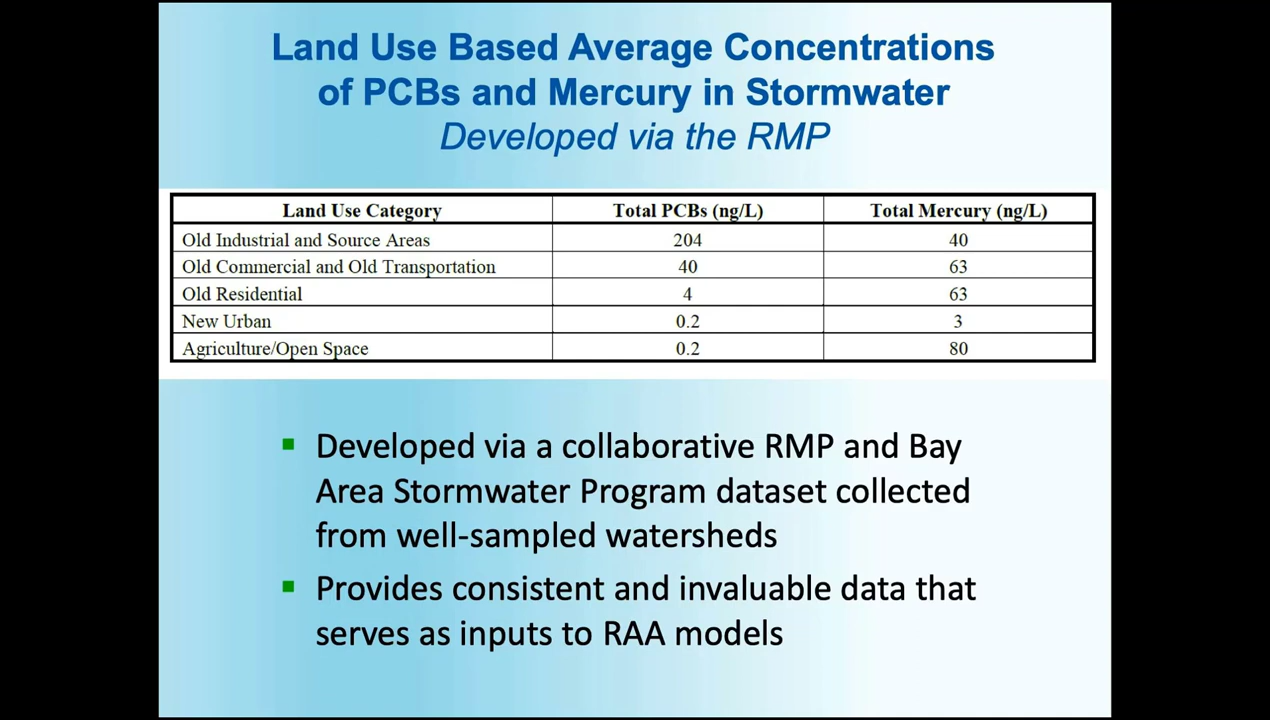 Land Use Based Average Concentrations
of PCBs and Mercury in Stormwater
Developed via the RMP
Land Use Category Total PCBs (ng/L) Total Mercury (ng/L)
Old Industrial and Source Areas 204 40
Old Commercial and Old Transportation 40 63
Old Residential 4 63
New Urban 0.2 3
Agriculture/Open Space 0.2 80
▪ Developed via a collaborative RMP and Bay
Area Stormwater Program dataset collected
from well-sampled watersheds
▪ Provides consistent and invaluable data that
serves as inputs to RAA models